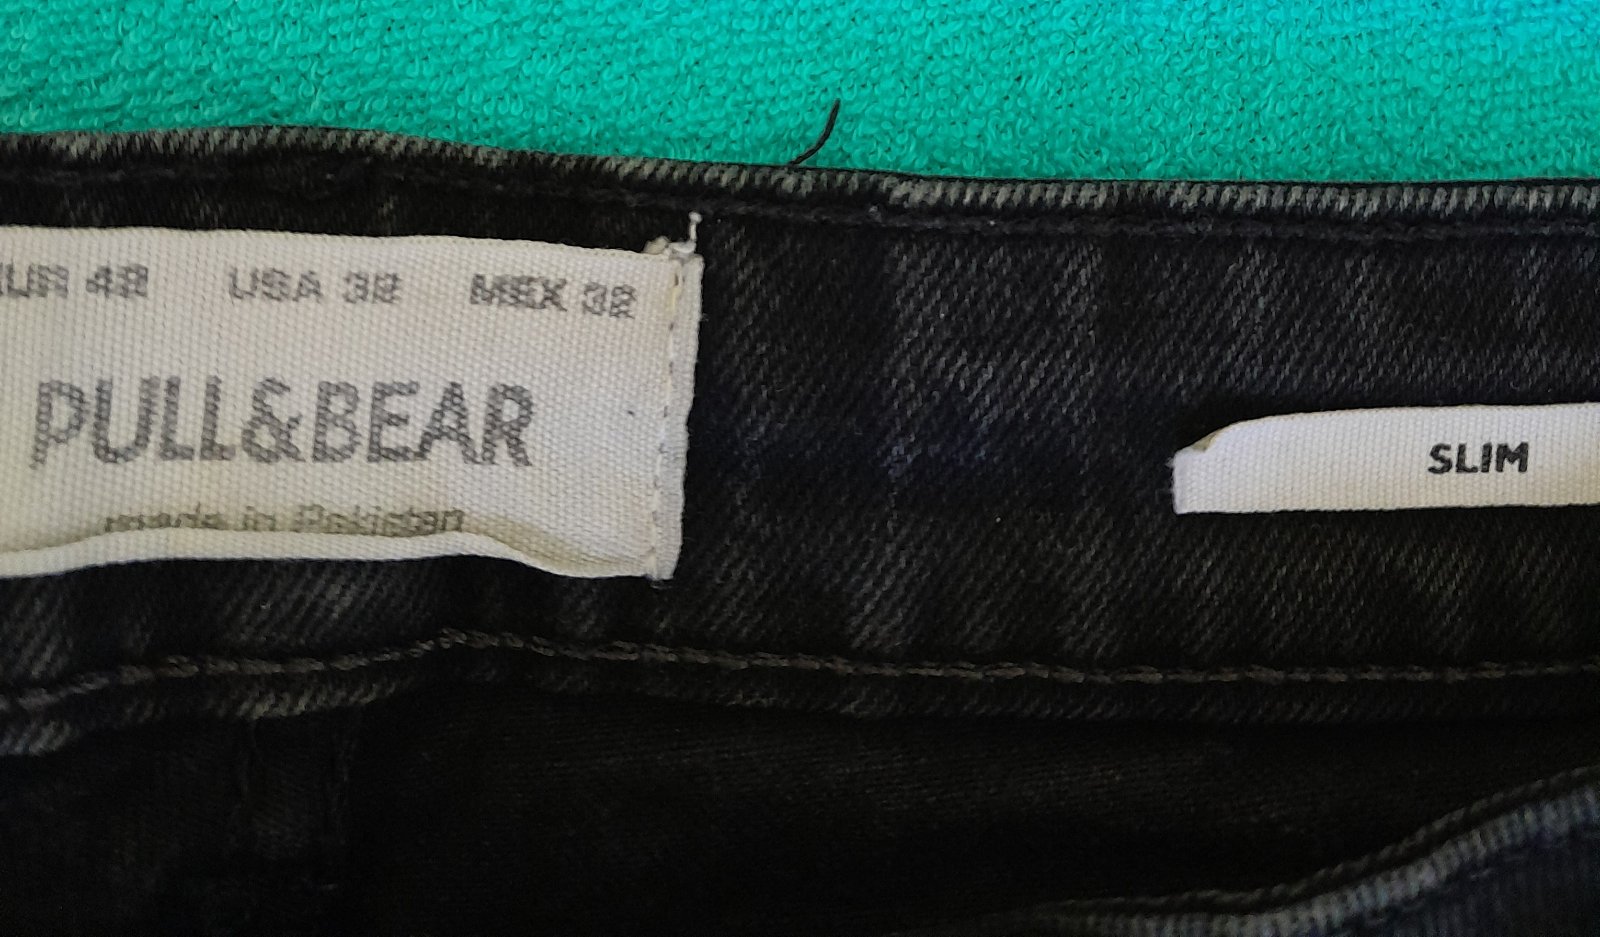 EUR 42 USA 32 MEX 32
PULL&BEAR
made in Pakistan
SLIM